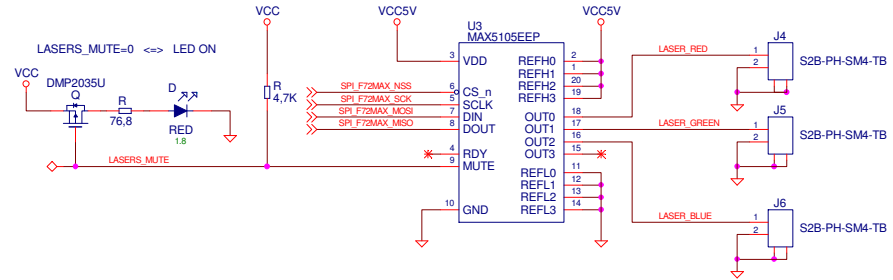 VCC
VCC5V
VCC5V
U3
MAX5105EEP
J4
LASERS_MUTE=0 <=> LED ON
LASER_RED
1
2
S2B-PH-SM4-TB
3
VDD
REFH0
2
REFH1
1
REFH2
20
REFH3
19
VCC
DMP2035U
Q
R
76,8
D
RED
1.8
R
4,7K
SPI_F72MAX_NSS
6
CS_n
SPI_F72MAX_SCK
5
SCLK
SPI_F72MAX_MOSI
7
DIN
SPI_F72MAX_MISO
8
DOUT
OUT0
18
OUT1
17
OUT2
16
OUT3
15
LASER_GREEN
J5
1
2
S2B-PH-SM4-TB
4
RDY
LASERS_MUTE
9
MUTE
REFL0
11
REFL1
12
REFL2
13
REFL3
14
10
GND
LASER_BLUE
J6
1
2
S2B-PH-SM4-TB